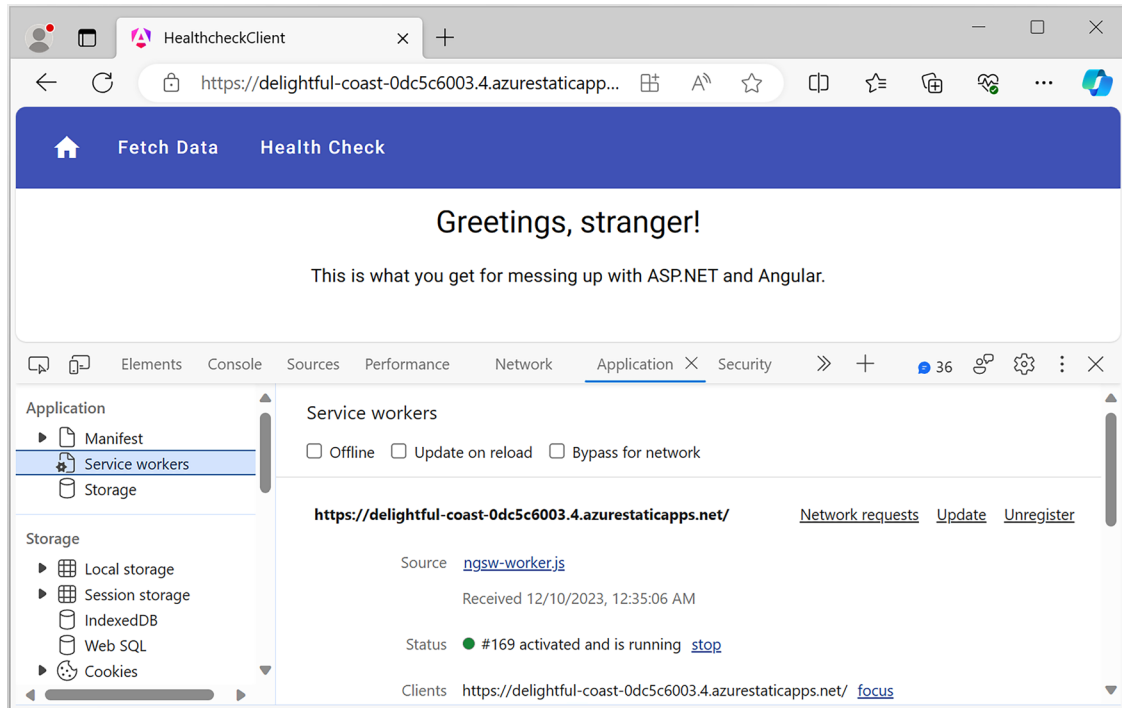 HealthcheckClient
https://delightful-coast-0dc5c6003.4.azurestaticapp...
Fetch Data Health Check
Greetings, stranger!
This is what you get for messing up with ASP.NET and Angular.
Elements Console Sources Performance Network Application Security 36
Application
Manifest
Service workers
Storage
Storage
Local storage
Session storage
IndexedDB
Web SQL
Cookies
Service workers
Offline Update on reload Bypass for network
https://delightful-coast-0dc5c6003.4.azurestaticapps.net/ Network requests Update Unregister
Source ngsw-worker.js
Received 12/10/2023, 12:35:06 AM
Status #169 activated and is running stop
Clients https://delightful-coast-0dc5c6003.4.azurestaticapps.net/ focus